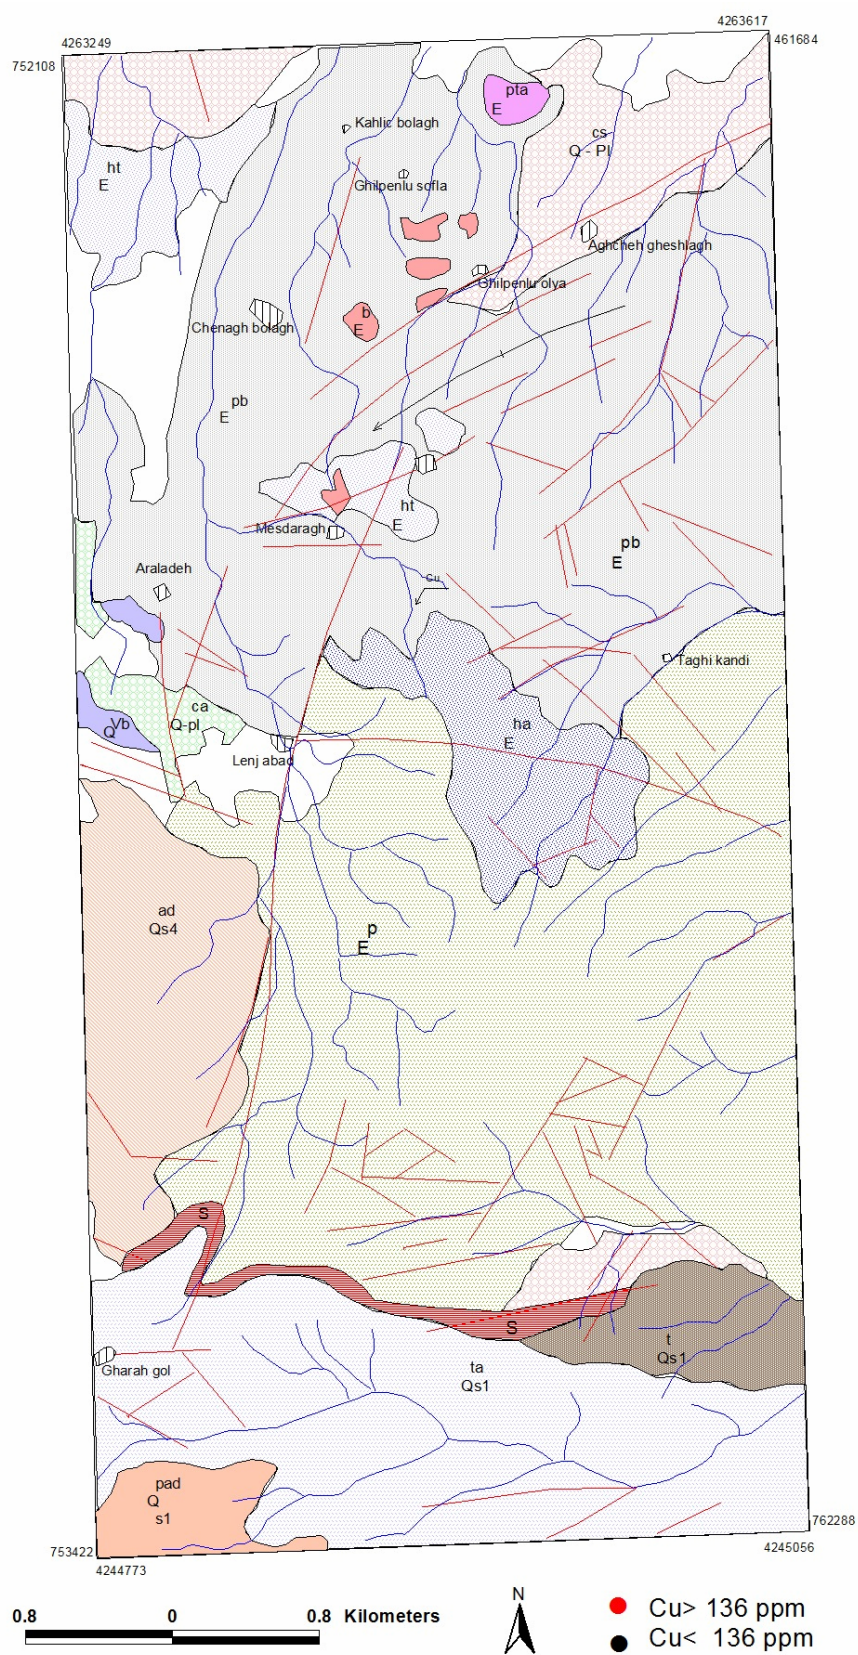 4263617
4263249
461684
752108
pta
E
Kahlic bolagh
cs
Q - Pl
ht
E
Ghilpenlu sofla
Aghcheh gheshlagh
Ghilpenlu olya
b
E
Chenagh bolagh
pb
E
ht
E
Mesdaragh
pb
E
Araladeh
Cu
Taghi kandi
ca
Q-pl
Vb
Q
ha
E
Lenj abad
ad
Qs4
p
E
S
S
t
Qs1
Gharah gol
ta
Qs1
pad
Q
s1
762288
753422
4245056
4244773
N
0.8 0 0.8 Kilometers
Cu> 136 ppm
Cu< 136 ppm